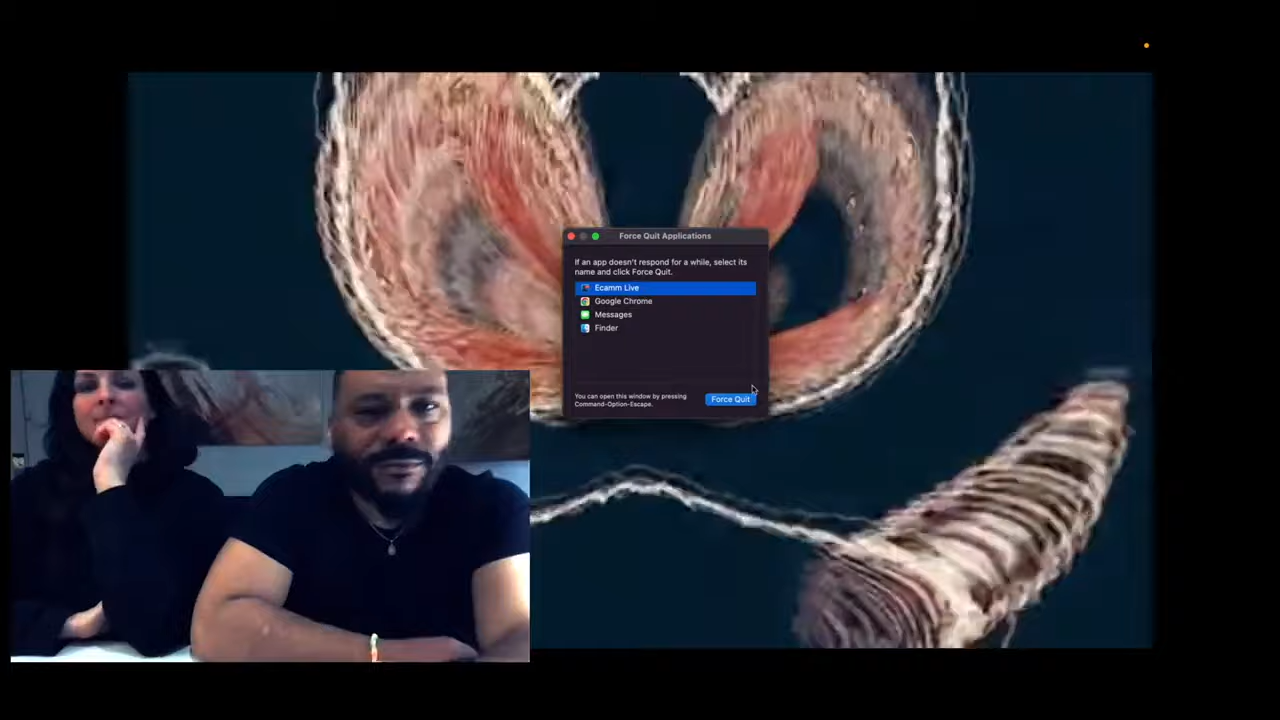 Force Quit Applications
If an app doesn't respond for a while, select its
name and click Force Quit.
Ecamm Live
Google Chrome
Messages
Finder
You can open this window by pressing
Command-Option-Escape.
Force Quit